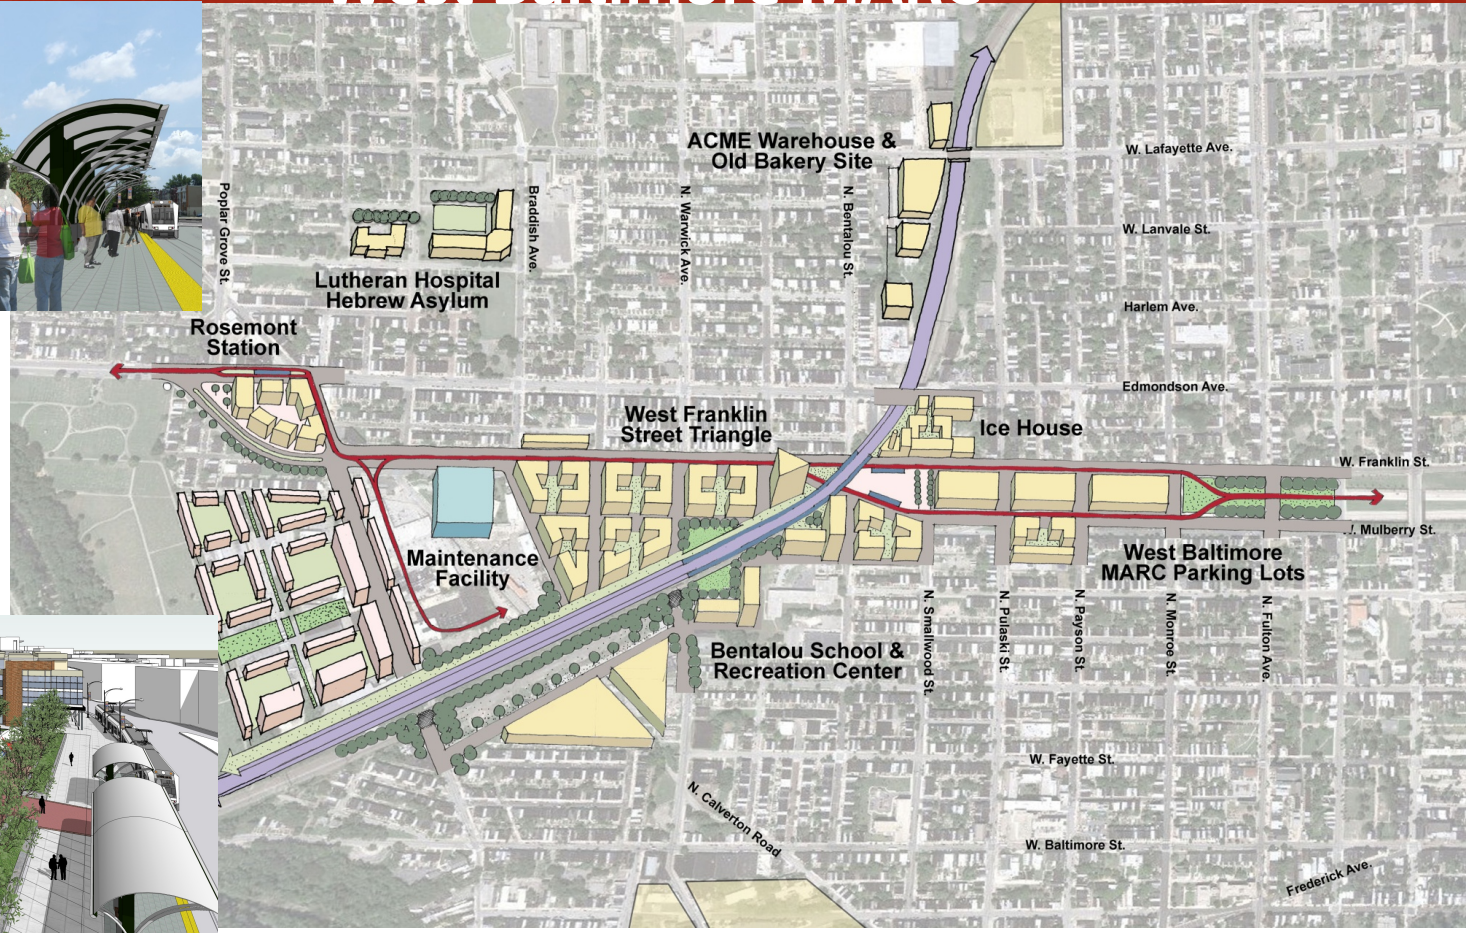 ACME Warehouse &
Old Bakery Site
W. Lafayette Ave.
Poplar Grove St.
Braddish Ave.
N. Warwick Ave.
N. Bentalou St.
W. Lanvale St.
Lutheran Hospital
Hebrew Asylum
Harlem Ave.
Rosemont
Station
Edmondson Ave.
West Franklin
Street Triangle
Ice House
W. Franklin St.
W. Mulberry St.
Maintenance
Facility
West Baltimore
MARC Parking Lots
N. Smallwood St.
N. Pulaski St.
N. Payson St.
N. Monroe St.
N. Fulton Ave.
Bentalou School &
Recreation Center
W. Fayette St.
N. Calverton Road
W. Baltimore St.
Frederick Ave.